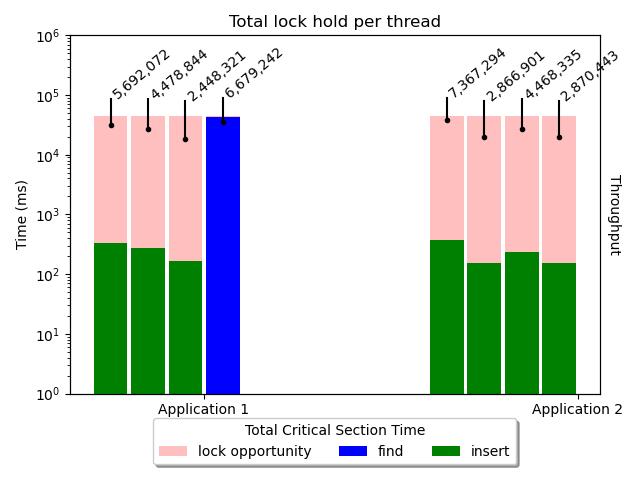 Total lock hold per thread
10^6
10^5
10^4
10^3
10^2
10^1
10^0
Time (ms)
5,692,072
4,478,844
2,448,321
6,679,242
7,367,294
2,866,901
4,468,335
2,870,443
Throughput
Application 1
Application 2
Total Critical Section Time
lock opportunity
find
insert